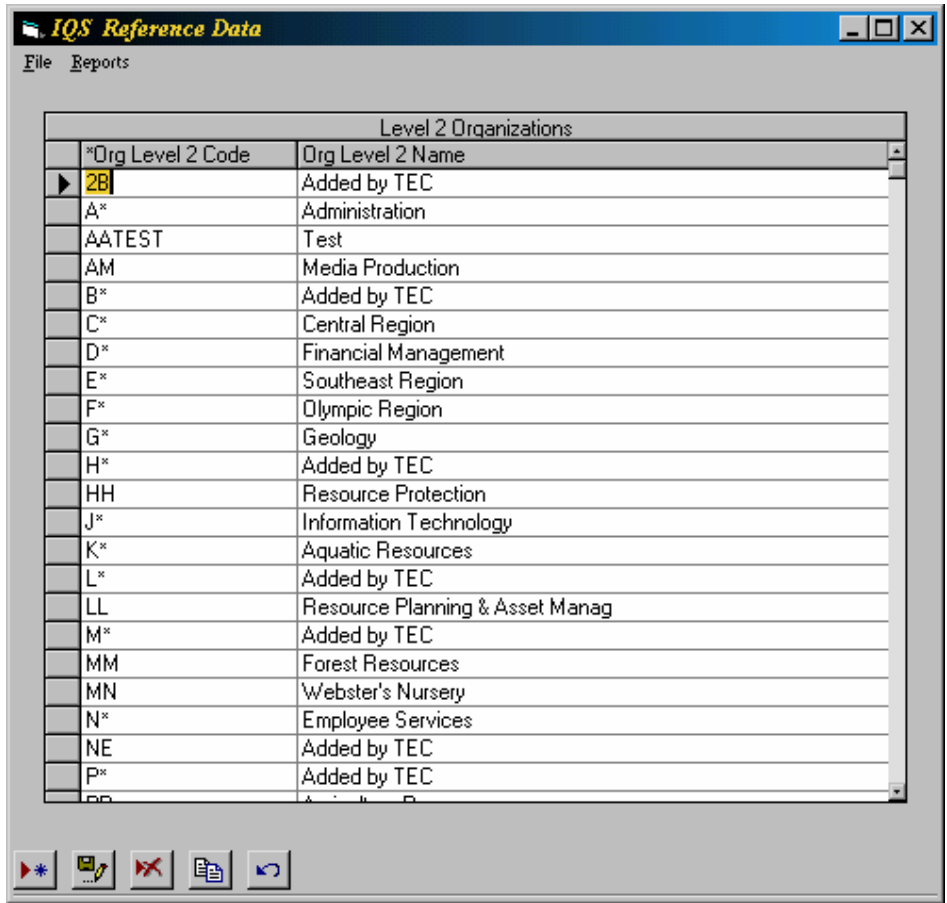 IQS Reference Data
File Reports
Level 2 Organizations
*Org Level 2 Code Org Level 2 Name
2B Added by TEC
A* Administration
AATEST Test
AM Media Production
B* Added by TEC
C* Central Region
D* Financial Management
E* Southeast Region
F* Olympic Region
G* Geology
H* Added by TEC
HH Resource Protection
J* Information Technology
K* Aquatic Resources
L* Added by TEC
LL Resource Planning & Asset Manag
M* Added by TEC
MM Forest Resources
MN Webster's Nursery
N* Employee Services
NE Added by TEC
P* Added by TEC